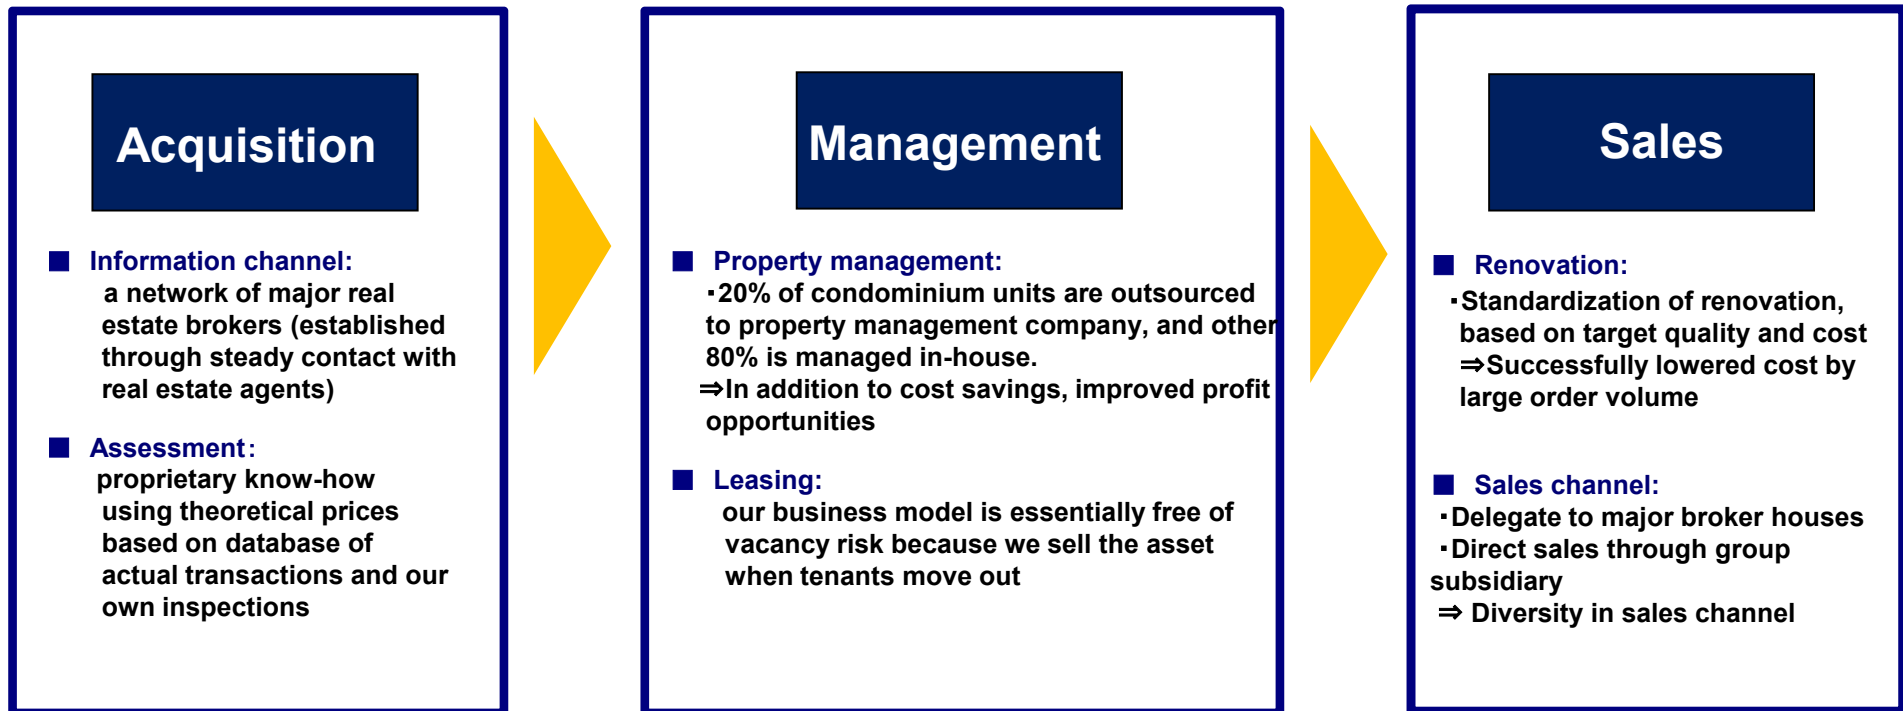 Acquisition
■ Information channel:
a network of major real
estate brokers (established
through steady contact with
real estate agents)
■ Assessment:
proprietary know-how
using theoretical prices
based on database of
actual transactions and our
own inspections
Management
■ Property management:
・20% of condominium units are outsourced
to property management company, and other
80% is managed in-house.
⇒In addition to cost savings, improved profit
opportunities
■ Leasing:
our business model is essentially free of
vacancy risk because we sell the asset
when tenants move out
Sales
■ Renovation:
・Standardization of renovation,
based on target quality and cost
⇒Successfully lowered cost by
large order volume
■ Sales channel:
・Delegate to major broker houses
・Direct sales through group
subsidiary
⇒ Diversity in sales channel